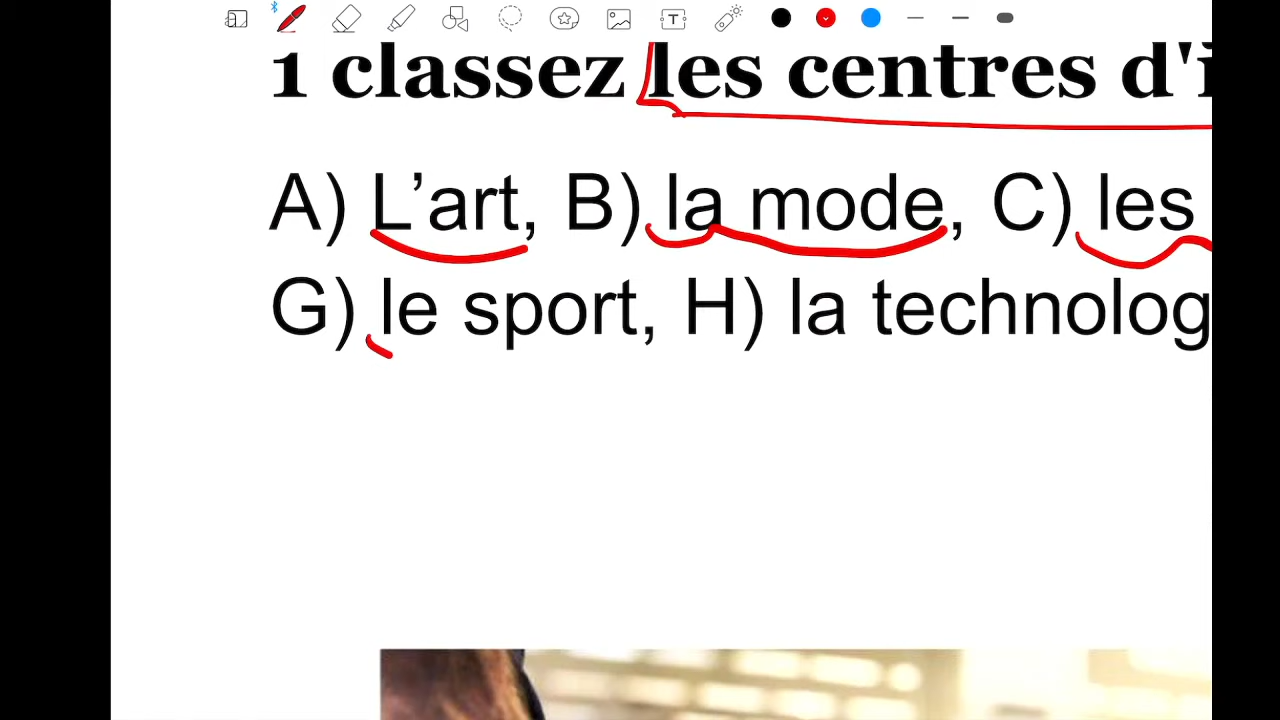 1 classez les centres d'i
A) L’art, B) la mode, C) les
G) le sport, H) la technolog